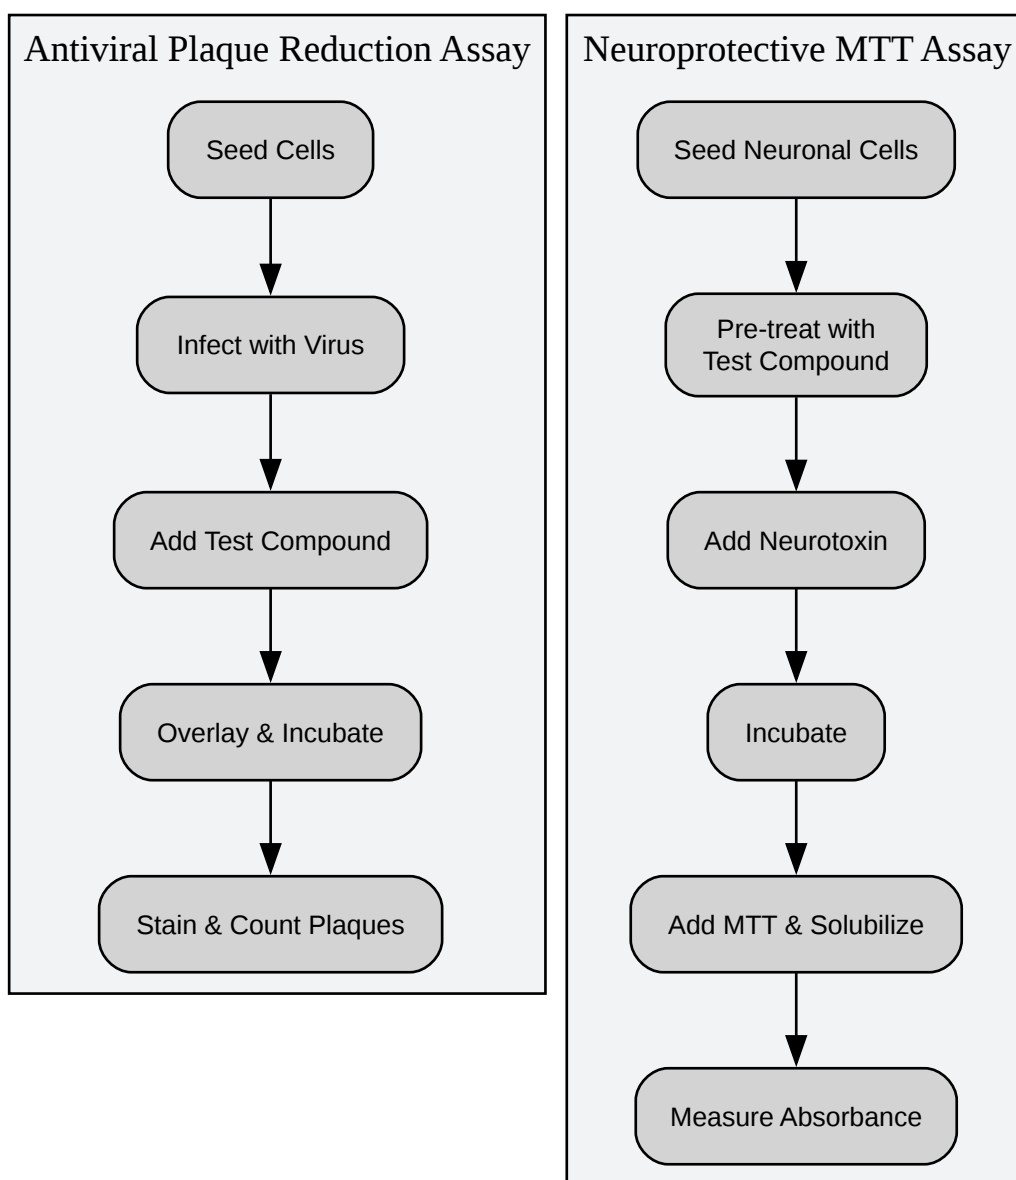 Antiviral Plaque Reduction Assay
Seed Cells
Infect with Virus
Add Test Compound
Overlay & Incubate
Stain & Count Plaques
Neuroprotective MTT Assay
Seed Neuronal Cells
Pre-treat with
Test Compound
Add Neurotoxin
Incubate
Add MTT & Solubilize
Measure Absorbance